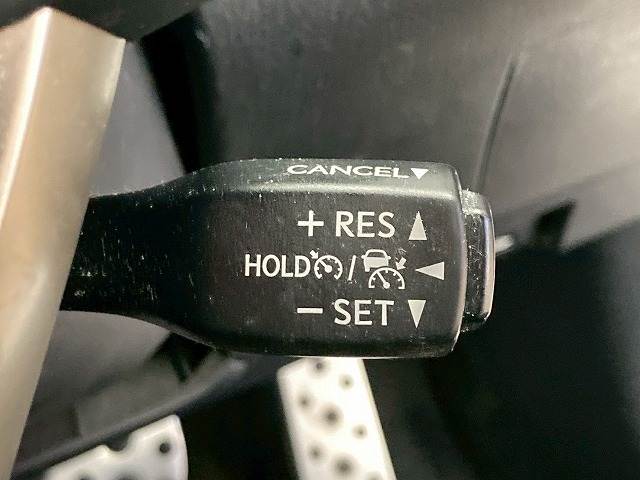 CANCEL▼
+ RES ▲
HOLD / ◀
− SET ▼